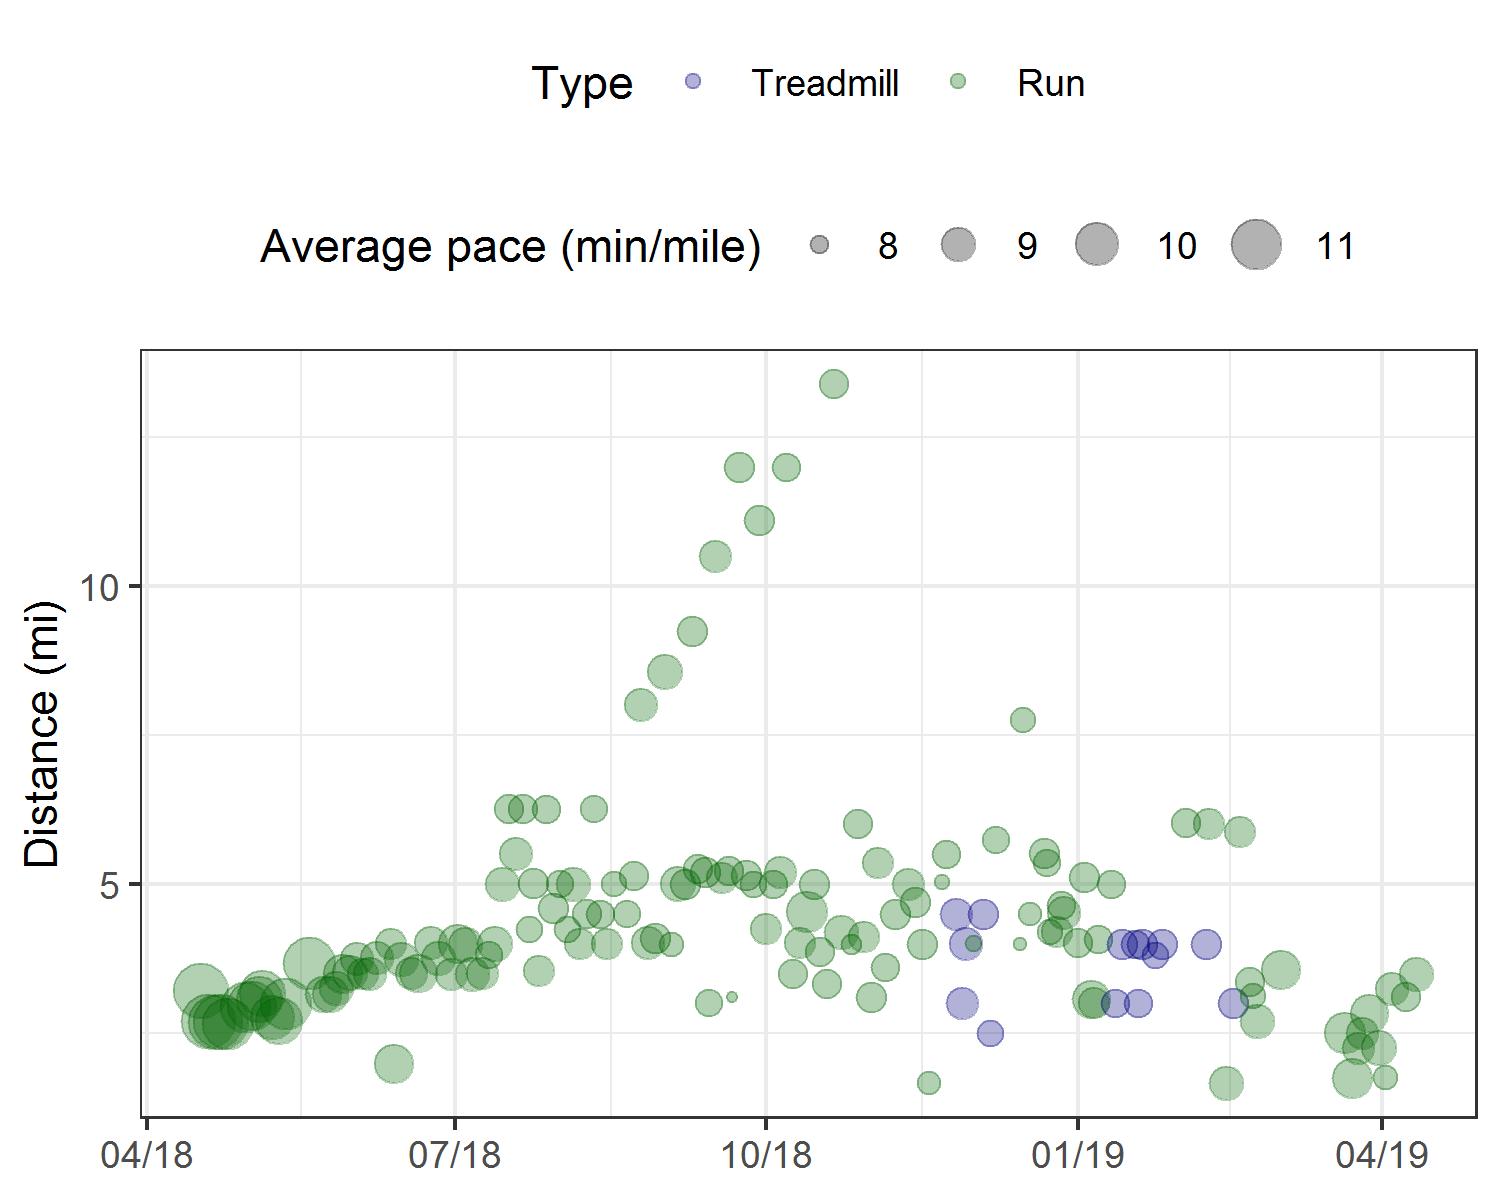 Type Treadmill Run
Average pace (min/mile) 8 9 10 11
Distance (mi)
10
5
04/18 07/18 10/18 01/19 04/19